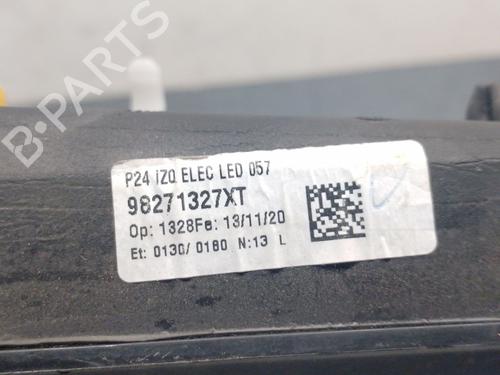 B-PARTS
P24 iZQ ELEC LED 057
98271327XT
Op: 1328Fe: 13/11/20
Et: 0130/ 0180 N:13 L